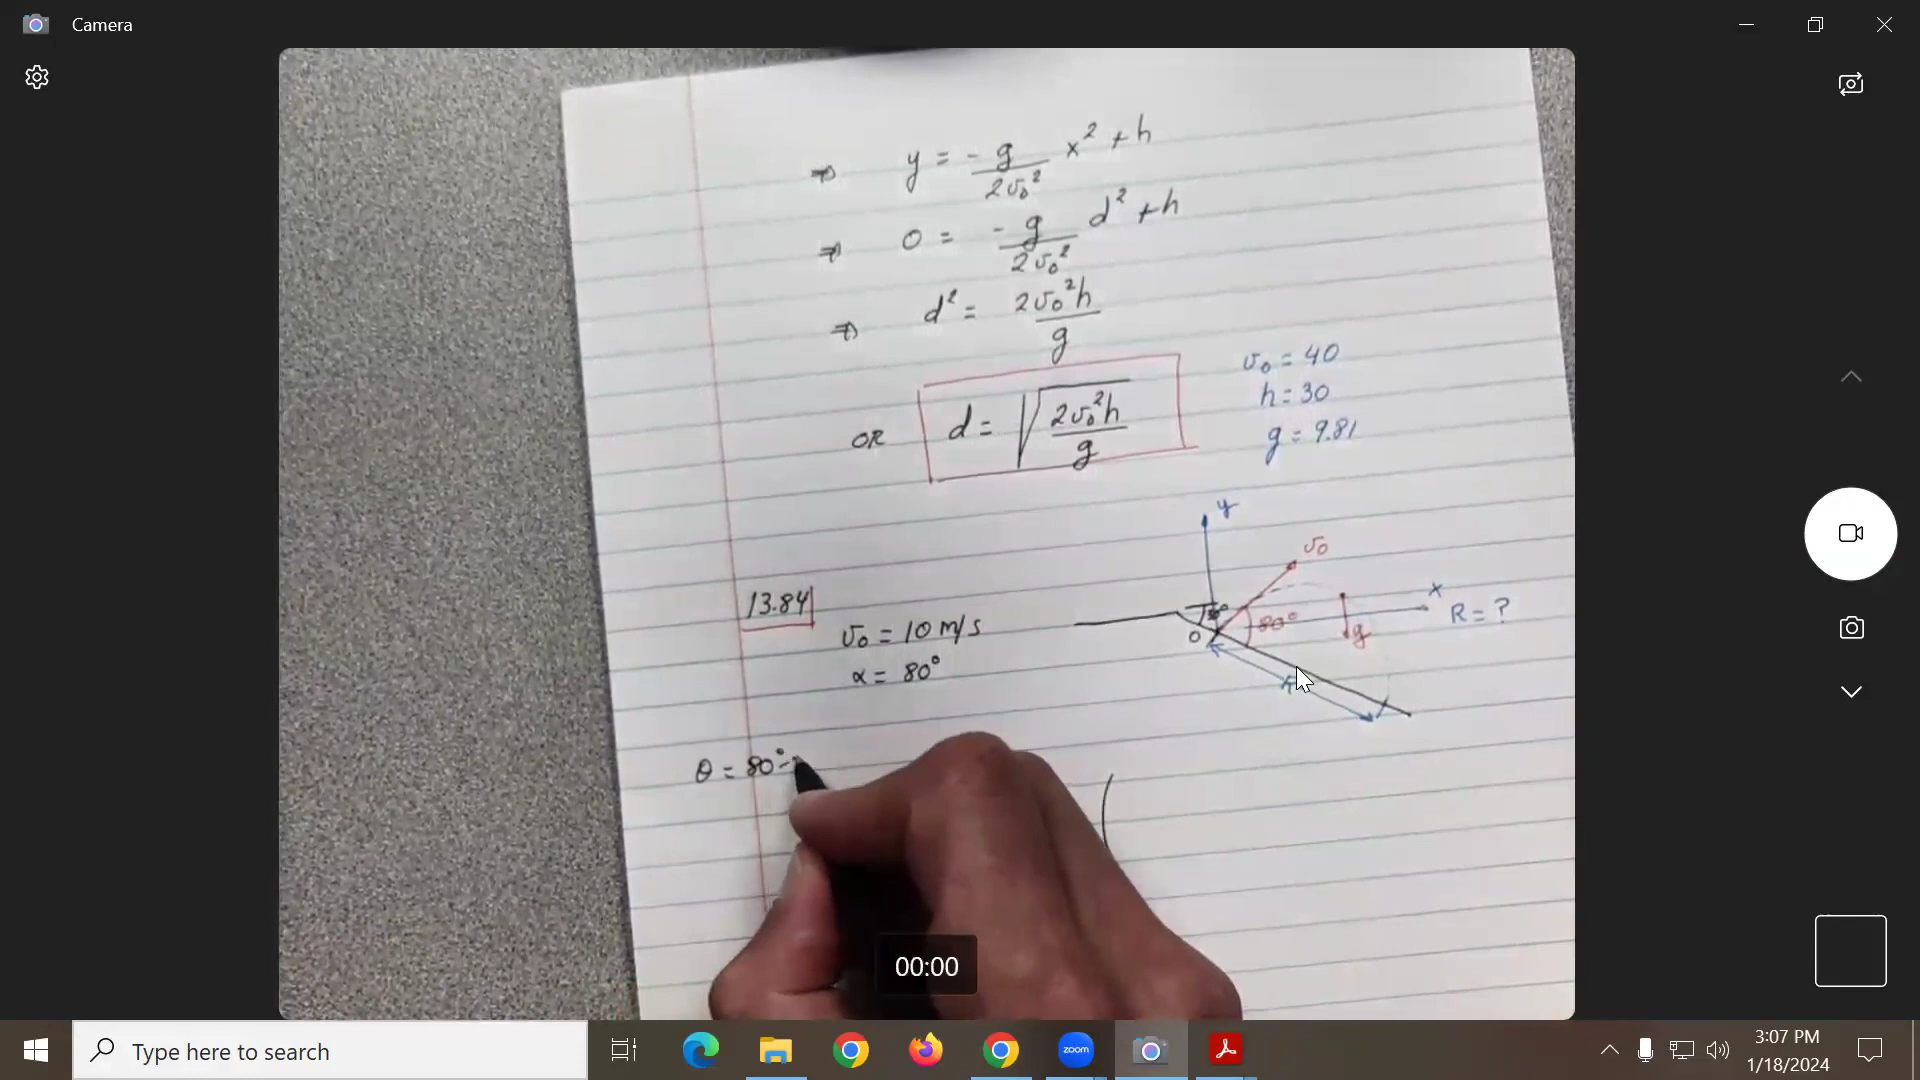 Camera
⇒ y = - g/2v₀² x² + h
⇒ 0 = - g/2v₀² d² + h
⇒ d² = 2v₀²h/g
OR d = √(2v₀²h/g)
v₀ = 40
h = 30
g = 9.81
y
v₀
x
80°
R = ?
g
O
13.84
v₀ = 10 m/s
α = 80°
θ = 80° -
00:00
Type here to search
zoom
3:07 PM
1/18/2024